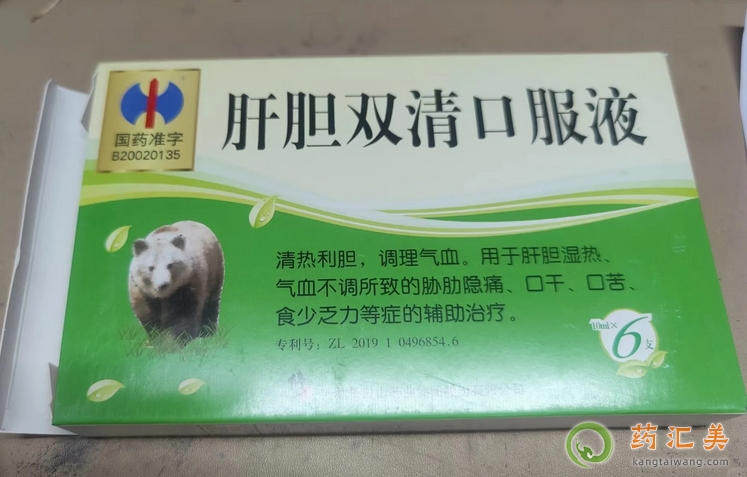 肝胆双清口服液
国药准字
B20020135
清热利胆，调理气血。用于肝胆湿热、
气血不调所致的胁肋隐痛、口干、口苦、
食少乏力等症的辅助治疗。
专利号：ZL 2019 1 0496854.6
10ml×6支
药汇美
kangtaiwang.com